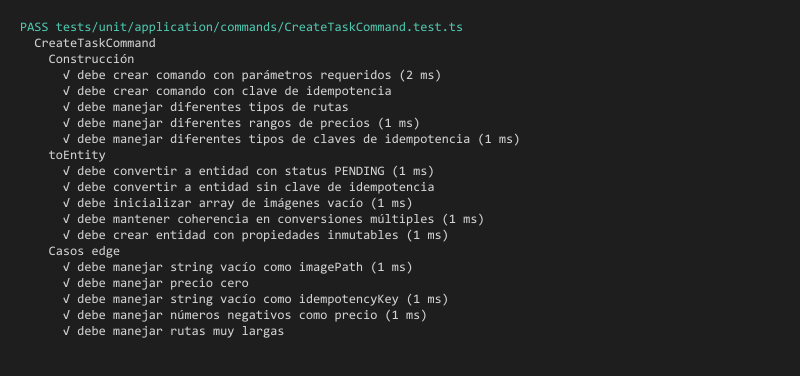 PASS tests/unit/application/commands/CreateTaskCommand.test.ts
CreateTaskCommand
Construcción
√ debe crear comando con parámetros requeridos (2 ms)
√ debe crear comando con clave de idempotencia
√ debe manejar diferentes tipos de rutas
√ debe manejar diferentes rangos de precios (1 ms)
√ debe manejar diferentes tipos de claves de idempotencia (1 ms)
toEntity
√ debe convertir a entidad con status PENDING (1 ms)
√ debe convertir a entidad sin clave de idempotencia
√ debe inicializar array de imágenes vacío (1 ms)
√ debe mantener coherencia en conversiones múltiples (1 ms)
√ debe crear entidad con propiedades inmutables (1 ms)
Casos edge
√ debe manejar string vacío como imagePath (1 ms)
√ debe manejar precio cero
√ debe manejar string vacío como idempotencyKey (1 ms)
√ debe manejar números negativos como precio (1 ms)
√ debe manejar rutas muy largas